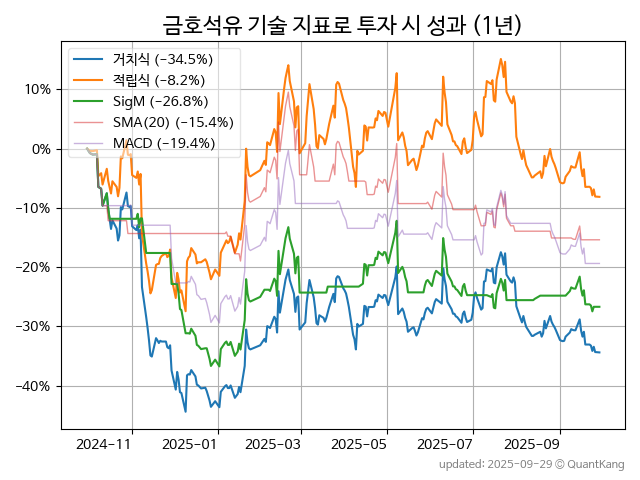 금호석유 기술 지표로 투자 시 성과 (1년)
거치식 (−34.5%)
적립식 (−8.2%)
SigM (−26.8%)
SMA(20) (−15.4%)
MACD (−19.4%)
10%
0%
−10%
−20%
−30%
−40%
2024−11 2025−01 2025−03 2025−05 2025−07 2025−09
updated: 2025−09−29 ⓒ QuantKang